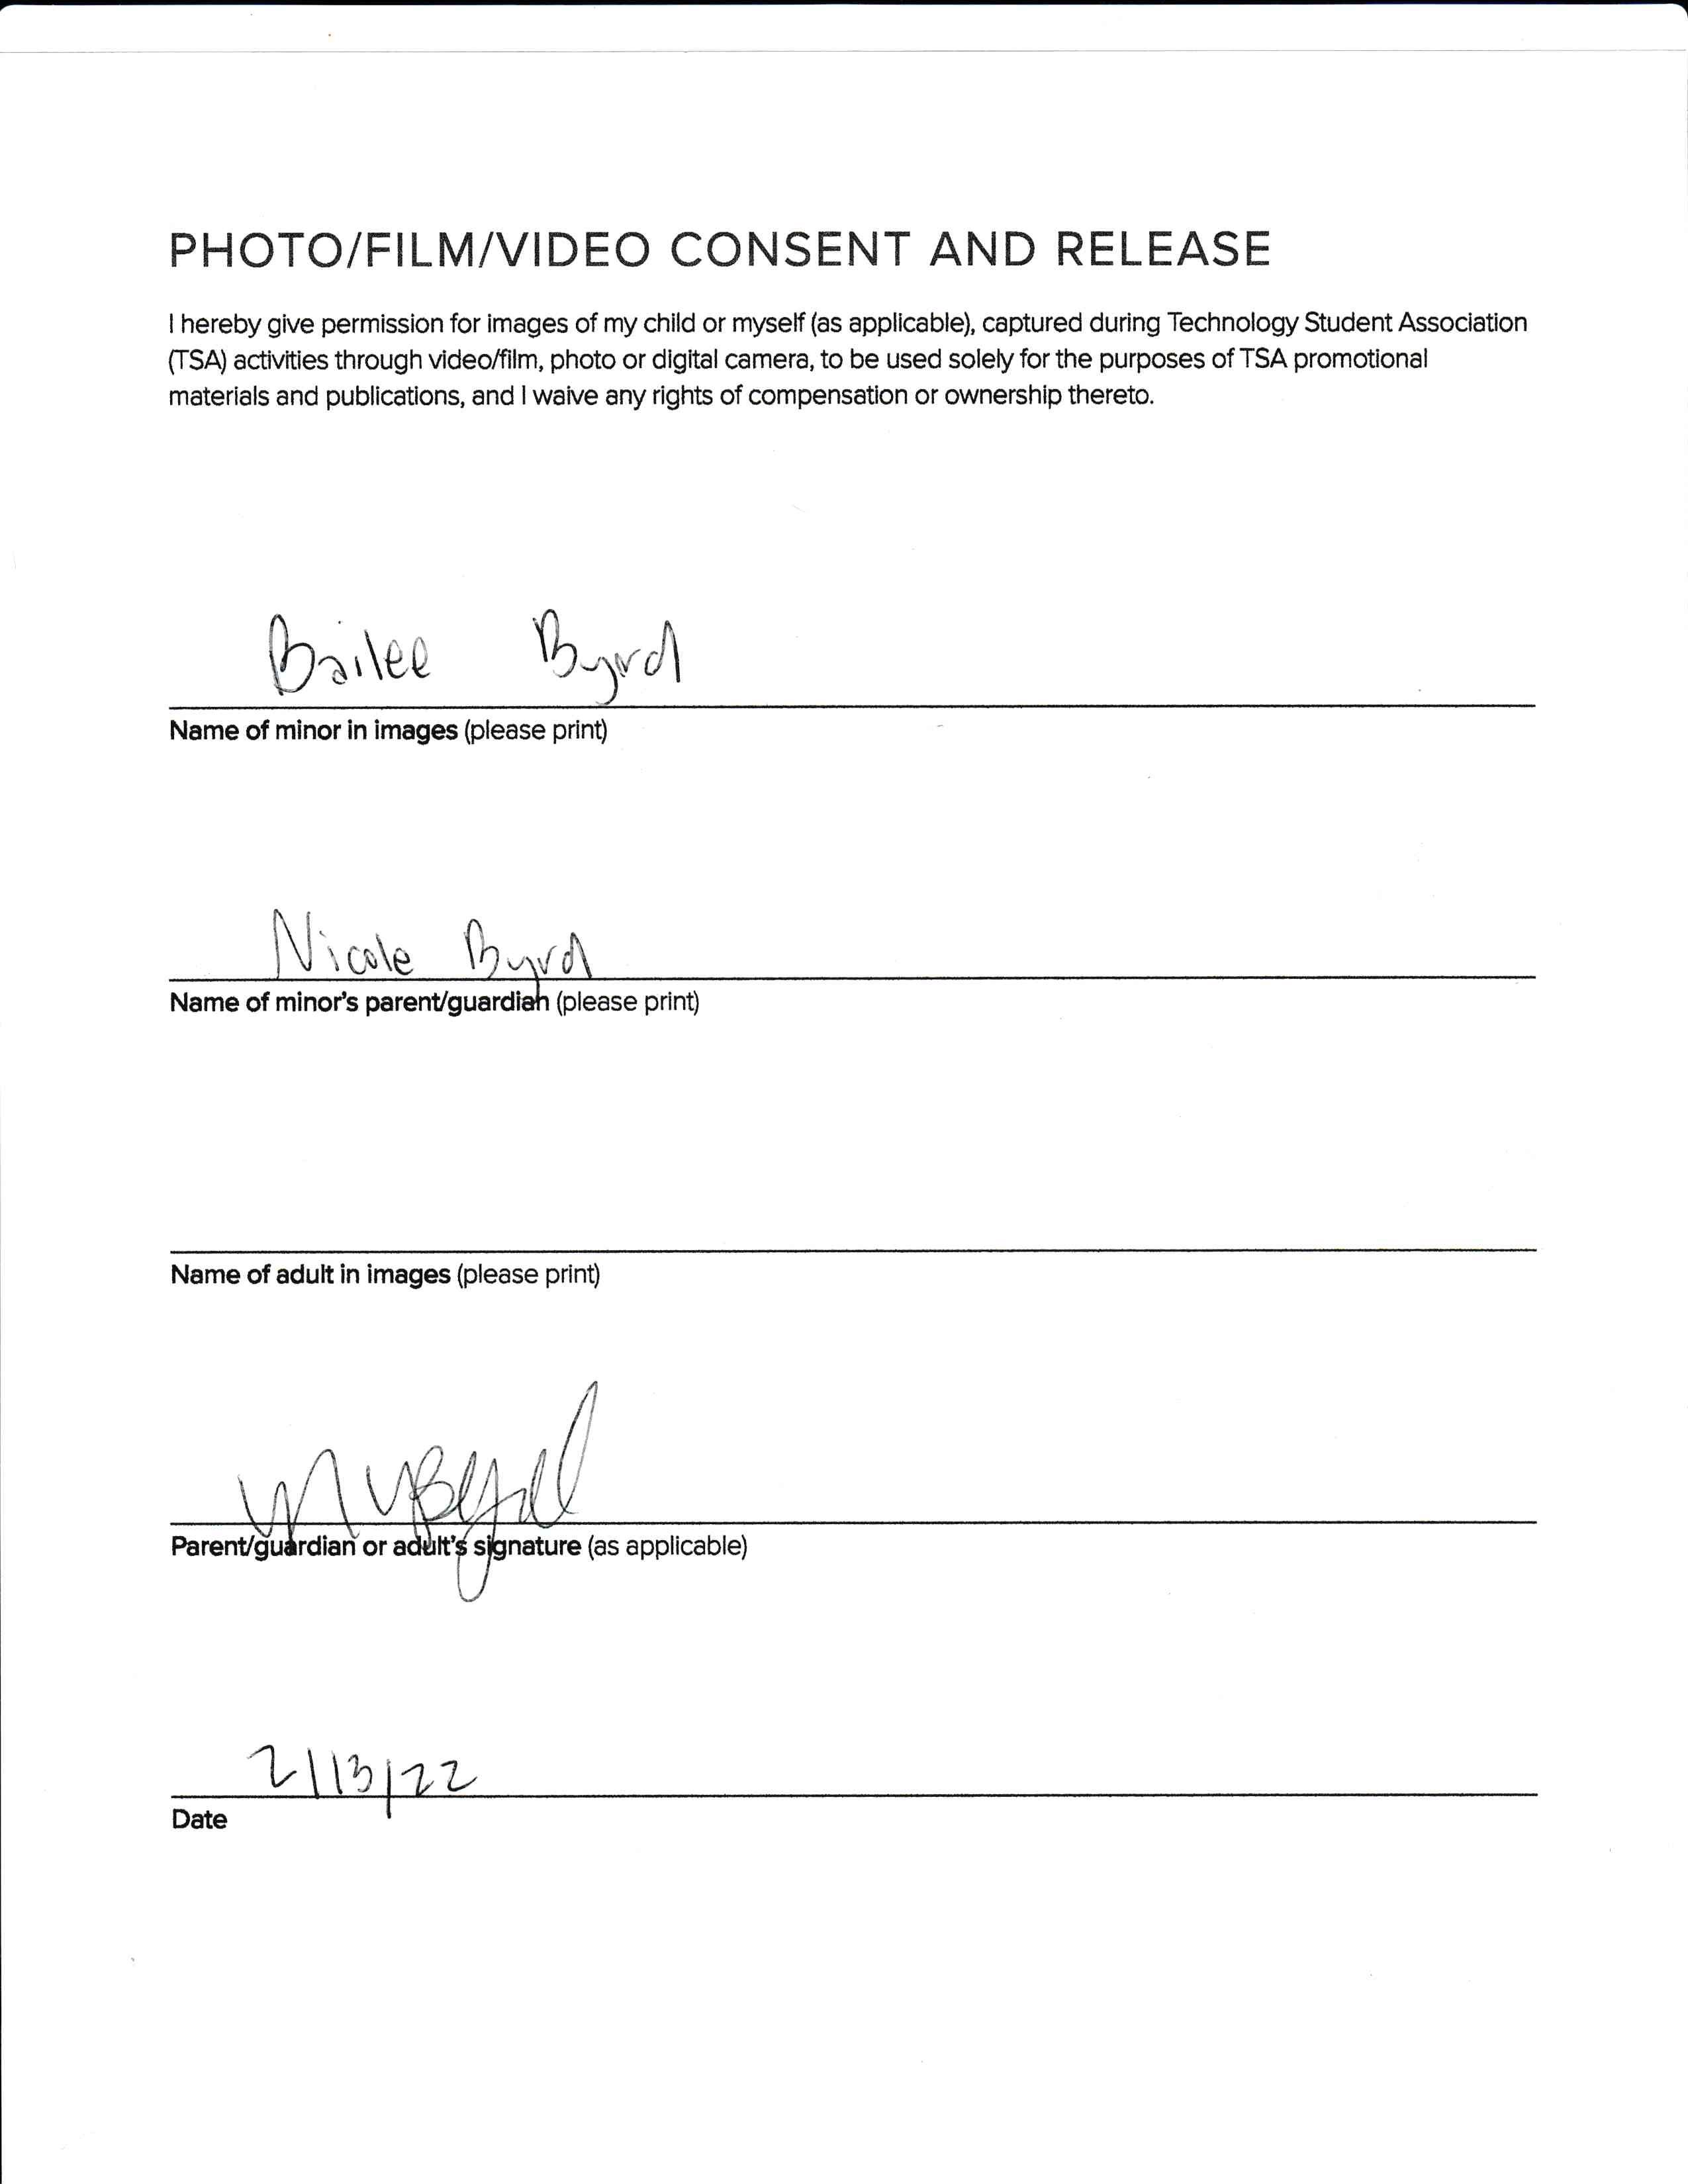 PHOTO/FILM/VIDEO CONSENT AND RELEASE
I hereby give permission for images of my child or myself (as applicable), captured during Technology Student Association
(TSA) activities through video/film, photo or digital camera, to be used solely for the purposes of TSA promotional
materials and publications, and I waive any rights of compensation or ownership thereto.
Bailee Byrd
Name of minor in images (please print)
Nicole Byrd
Name of minor's parent/guardian (please print)
Name of adult in images (please print)
Parent/guardian or adult's signature (as applicable)
2/13/22
Date